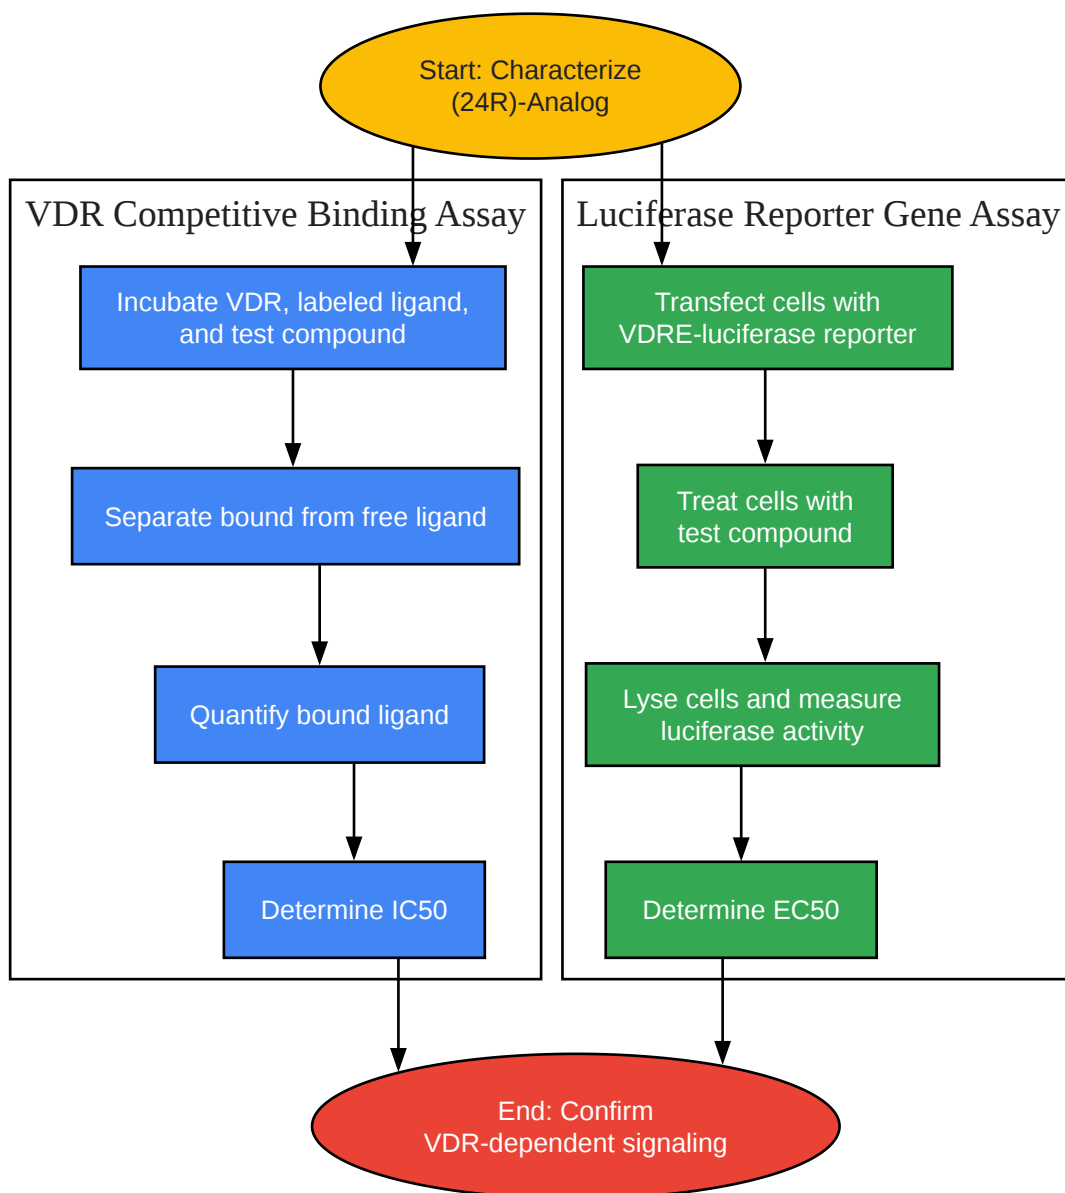 Start: Characterize
(24R)-Analog
VDR Competitive Binding Assay
Incubate VDR, labeled ligand,
and test compound
Separate bound from free ligand
Quantify bound ligand
Determine IC50
Luciferase Reporter Gene Assay
Transfect cells with
VDRE-luciferase reporter
Treat cells with
test compound
Lyse cells and measure
luciferase activity
Determine EC50
End: Confirm
VDR-dependent signaling